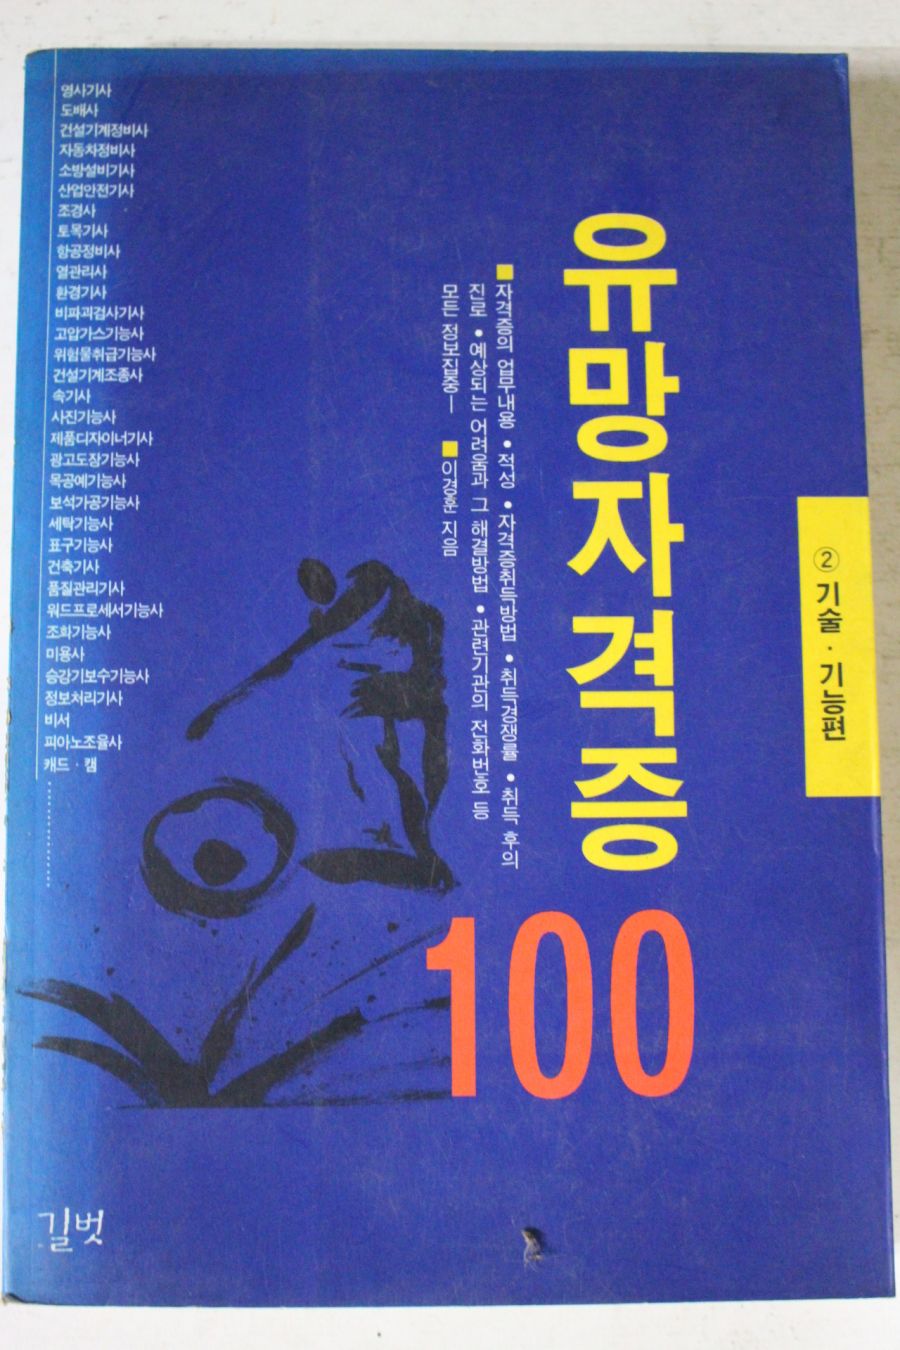 영사기사
도배사
건설기계정비사
자동차정비사
소방설비기사
산업안전기사
조경사
토목기사
항공정비사
열관리사
환경기사
비파괴검사기사
고압가스기능사
위험물취급기능사
건설기계조종사
속기사
사진기능사
제품디자이너기사
광고도장기능사
목공예기능사
보석가공기능사
세탁기능사
표구기능사
건축기사
품질관리기사
워드프로세서기능사
조화기능사
미용사
승강기보수기능사
정보처리기사
비서
피아노조율사
캐드 · 캠
② 기술 · 기능편
유망자격증
100
■자격증의 업무내용 • 적성 • 자격증취득방법 • 취득경쟁률 • 취득 후의
진로 • 예상되는 어려움과 그 해결방법 • 관련기관의 전화번호 등
모든 정보집중— ■이경훈 지음
길벗